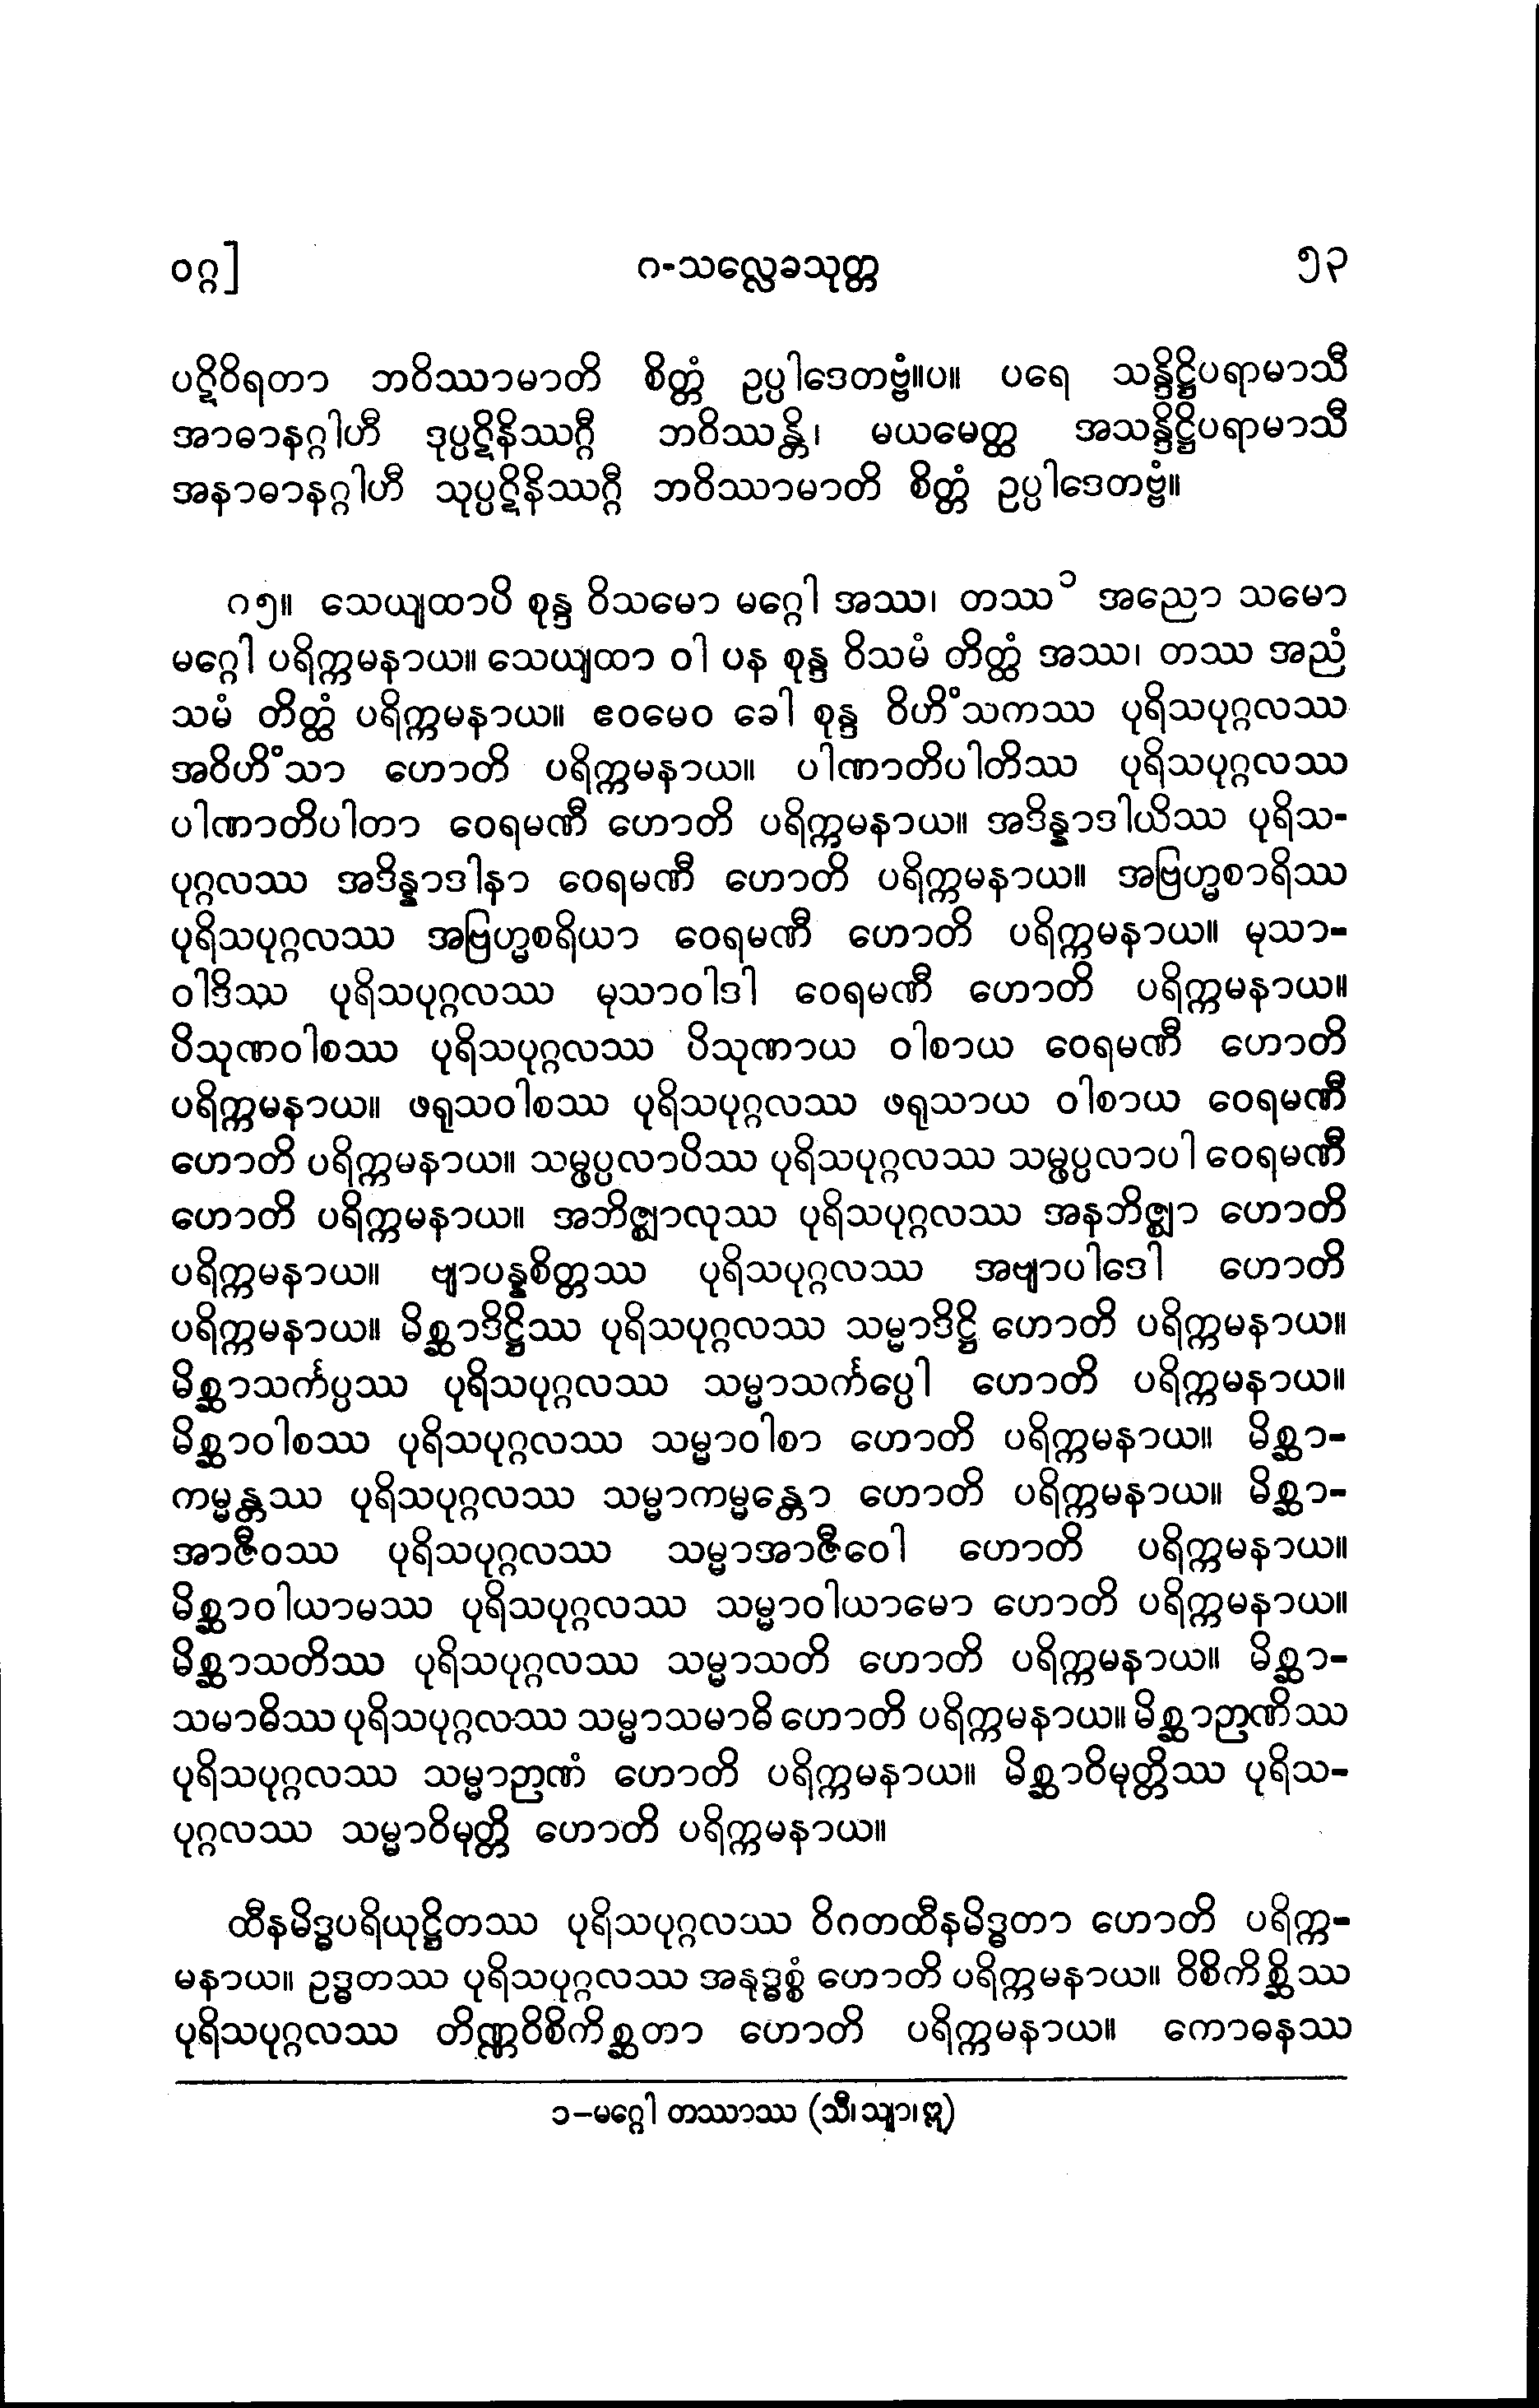 ဝဂ္ဂ]
ဂ-သလ္လေခသုတ္တ
၅၃
ပဋိဝိရတာ ဘဝိဿာမာတိ စိတ္တံ ဥပ္ပါဒေတဗ္ဗံ။ပ။ ပရေ သန္ဒိဋ္ဌိပရာမာသီ
အာဓာနဂ္ဂါဟီ ဒုပ္ပဋိနိဿဂ္ဂီ ဘဝိဿန္တိ၊ မယမေတ္ထ အသန္ဒိဋ္ဌိပရာမာသီ
အနာဓာနဂ္ဂါဟီ သုပ္ပဋိနိဿဂ္ဂီ ဘဝိဿာမာတိ စိတ္တံ ဥပ္ပါဒေတဗ္ဗံ။
၈၅။ သေယျထာပိ စုန္ဒ ဝိသမော မဂ္ဂေါ အဿ၊ တဿ ၁ အညော သမော
မဂ္ဂေါ ပရိက္ကမနာယ။ သေယျထာ ဝါ ပန စုန္ဒ ဝိသမံ တိတ္ထံ အဿ၊ တဿ အညံ
သမံ တိတ္ထံ ပရိက္ကမနာယ။ ဧဝမေဝ ခေါ စုန္ဒ ဝိဟိံသကဿ ပုရိသပုဂ္ဂလဿ
အဝိဟိံသာ ဟောတိ ပရိက္ကမနာယ။ ပါဏာတိပါတိဿ ပုရိသပုဂ္ဂလဿ
ပါဏာတိပါတာ ဝေရမဏီ ဟောတိ ပရိက္ကမနာယ။ အဒိန္နာဒါယိဿ ပုရိသ-
ပုဂ္ဂလဿ အဒိန္နာဒါနာ ဝေရမဏီ ဟောတိ ပရိက္ကမနာယ။ အဗြဟ္မစာရိဿ
ပုရိသပုဂ္ဂလဿ အဗြဟ္မစရိယာ ဝေရမဏီ ဟောတိ ပရိက္ကမနာယ။ မုသာ-
ဝါဒိဿ ပုရိသပုဂ္ဂလဿ မုသာဝါဒါ ဝေရမဏီ ဟောတိ ပရိက္ကမနာယ။
ပိသုဏဝါစဿ ပုရိသပုဂ္ဂလဿ ပိသုဏာယ ဝါစာယ ဝေရမဏီ ဟောတိ
ပရိက္ကမနာယ။ ဖရုသဝါစဿ ပုရိသပုဂ္ဂလဿ ဖရုသာယ ဝါစာယ ဝေရမဏီ
ဟောတိ ပရိက္ကမနာယ။ သမ္ဖပ္ပလာပိဿ ပုရိသပုဂ္ဂလဿ သမ္ဖပ္ပလာပါ ဝေရမဏီ
ဟောတိ ပရိက္ကမနာယ။ အဘိဇ္ဈာလုဿ ပုရိသပုဂ္ဂလဿ အနဘိဇ္ဈာ ဟောတိ
ပရိက္ကမနာယ။ ဗျာပန္နစိတ္တဿ ပုရိသပုဂ္ဂလဿ အဗျာပါဒေါ ဟောတိ
ပရိက္ကမနာယ။ မိစ္ဆာဒိဋ္ဌိဿ ပုရိသပုဂ္ဂလဿ သမ္မာဒိဋ္ဌိ ဟောတိ ပရိက္ကမနာယ။
မိစ္ဆာသင်္ကပ္ပဿ ပုရိသပုဂ္ဂလဿ သမ္မာသင်္ကပ္ပေါ ဟောတိ ပရိက္ကမနာယ။
မိစ္ဆာဝါစဿ ပုရိသပုဂ္ဂလဿ သမ္မာဝါစာ ဟောတိ ပရိက္ကမနာယ။ မိစ္ဆာ-
ကမ္မန္တဿ ပုရိသပုဂ္ဂလဿ သမ္မာကမ္မန္တော ဟောတိ ပရိက္ကမနာယ။ မိစ္ဆာ-
အာဇီဝဿ ပုရိသပုဂ္ဂလဿ သမ္မာအာဇီဝေါ ဟောတိ ပရိက္ကမနာယ။
မိစ္ဆာဝါယာမဿ ပုရိသပုဂ္ဂလဿ သမ္မာဝါယာမော ဟောတိ ပရိက္ကမနာယ။
မိစ္ဆာသတိဿ ပုရိသပုဂ္ဂလဿ သမ္မာသတိ ဟောတိ ပရိက္ကမနာယ။ မိစ္ဆာ-
သမာဓိဿ ပုရိသပုဂ္ဂလဿ သမ္မာသမာဓိ ဟောတိ ပရိက္ကမနာယ။ မိစ္ဆာဉာဏိဿ
ပုရိသပုဂ္ဂလဿ သမ္မာဉာဏံ ဟောတိ ပရိက္ကမနာယ။ မိစ္ဆာဝိမုတ္တိဿ ပုရိသ-
ပုဂ္ဂလဿ သမ္မာဝိမုတ္တိ ဟောတိ ပရိက္ကမနာယ။
ထီနမိဒ္ဓပရိယုဋ္ဌိတဿ ပုရိသပုဂ္ဂလဿ ဝိဂတထီနမိဒ္ဓတာ ဟောတိ ပရိက္က-
မနာယ။ ဥဒ္ဓတဿ ပုရိသပုဂ္ဂလဿ အနုဒ္ဓစ္စံ ဟောတိ ပရိက္ကမနာယ။ ဝိစိကိစ္ဆိဿ
ပုရိသပုဂ္ဂလဿ တိဏ္ဏဝိစိကိစ္ဆတာ ဟောတိ ပရိက္ကမနာယ။ ကောဓနဿ
၁-မဂ္ဂေါ တဿာဿ (သီ၊ သျာ၊ ဣ)